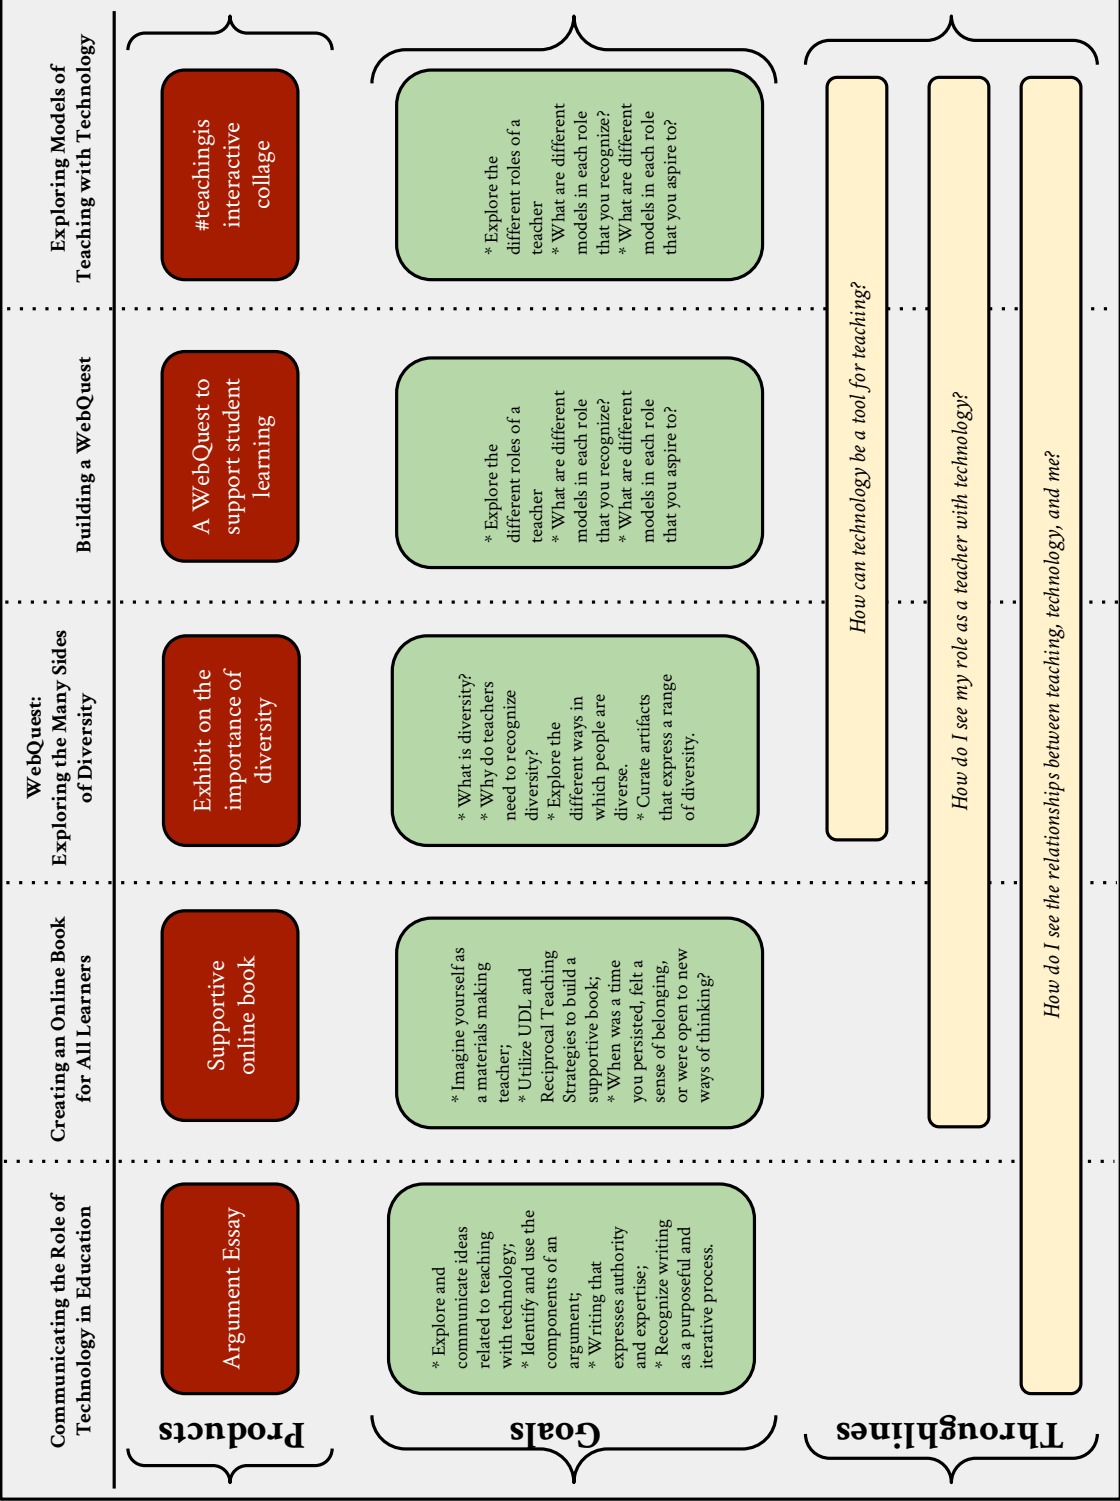 Communicating the Role of
Technology in Education
Creating an Online Book
for All Learners
WebQuest:
Exploring the Many Sides
of Diversity
Building a WebQuest
Exploring Models of
Teaching with Technology
Products
Argument Essay
Supportive
online book
Exhibit on the
importance of
diversity
A WebQuest to
support student
learning
#teachingis
interactive
collage
Goals
* Explore and
communicate ideas
related to teaching
with technology;
* Identify and use the
components of an
argument;
* Writing that
expresses authority
and expertise;
* Recognize writing
as a purposeful and
iterative process.
* Imagine yourself as
a materials making
teacher;
* Utilize UDL and
Reciprocal Teaching
Strategies to build a
supportive book;
* When was a time
you persisted, felt a
sense of belonging,
or were open to new
ways of thinking?
* What is diversity?
* Why do teachers
need to recognize
diversity?
* Explore the
different ways in
which people are
diverse.
* Curate artifacts
that express a range
of diversity.
* Explore the
different roles of a
teacher
* What are different
models in each role
that you recognize?
* What are different
models in each role
that you aspire to?
* Explore the
different roles of a
teacher
* What are different
models in each role
that you recognize?
* What are different
models in each role
that you aspire to?
Throughlines
How can technology be a tool for teaching?
How do I see my role as a teacher with technology?
How do I see the relationships between teaching, technology, and me?